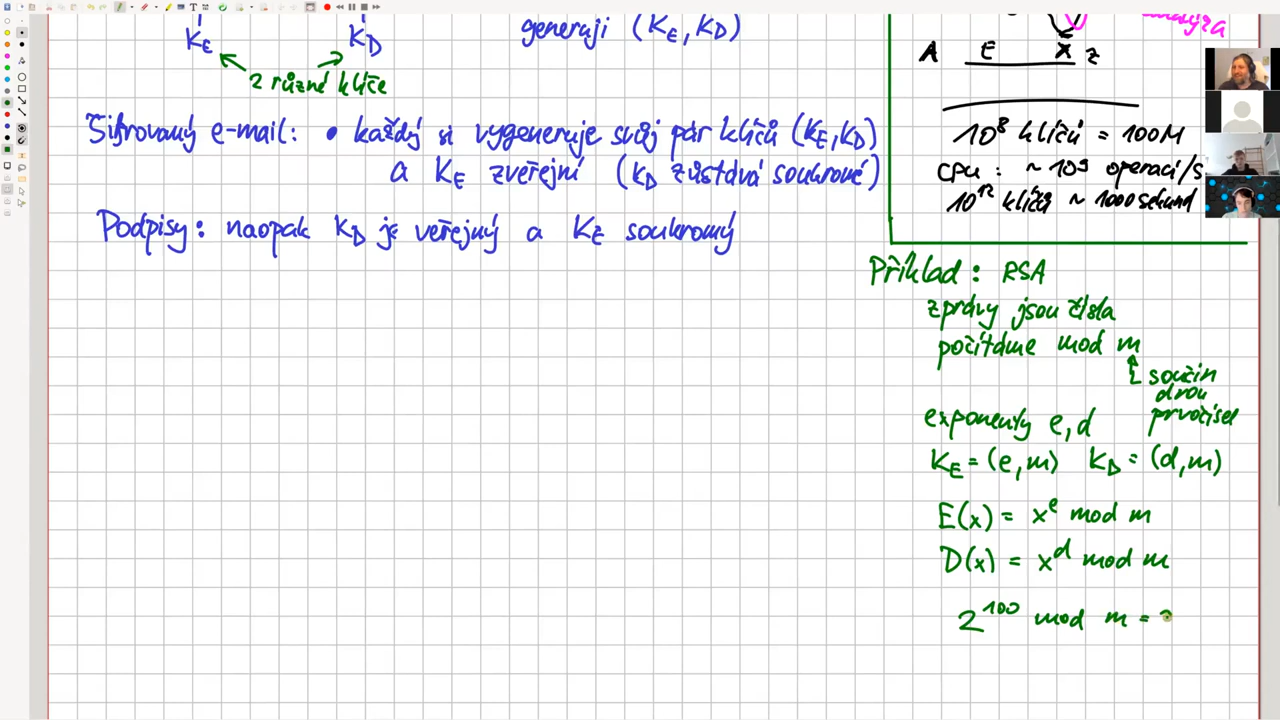 K_E K_D generují (K_E, K_D)
2 různé klíče
Šifrovaný e-mail: • každý si vygeneruje svůj pár klíčů (K_E, K_D)
a K_E zveřejní (K_D zůstává soukromé)
Podpisy: naopak K_D je veřejný a K_E soukromý
A E X Z
10^8 klíčů = 100M
CPU: ~10^9 operací/s
10^12 klíčů ~ 1000 sekund
Příklad: RSA
zprávy jsou čísla
počítáme mod m
součin
dvou
prvočísel
exponenty e, d
K_E = (e, m) K_D = (d, m)
E(x) = x^e mod m
D(x) = x^d mod m
2^100 mod m = ?